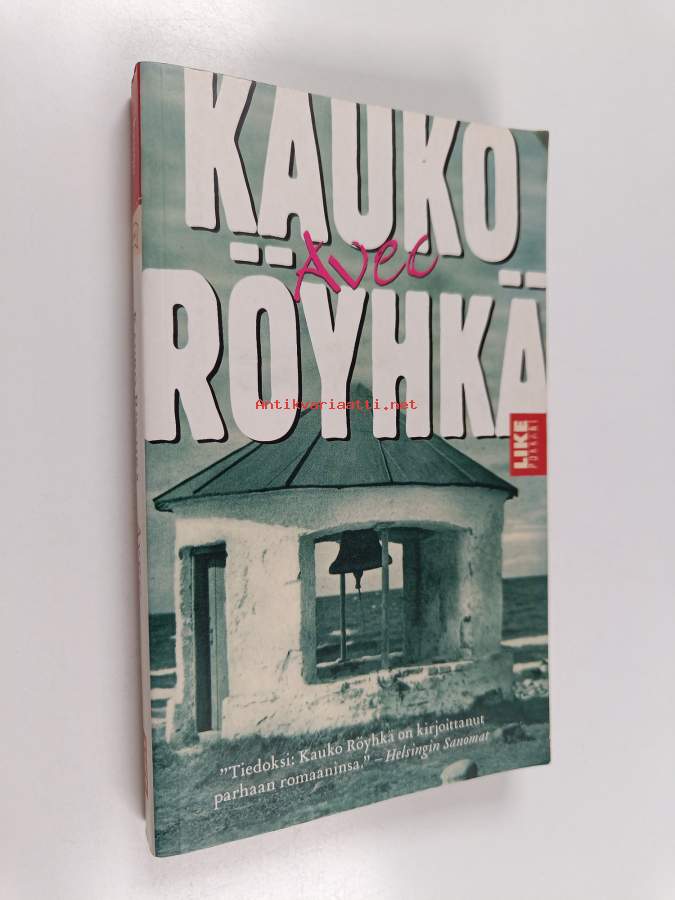 KAUKO
Avec
RÖYHKÄ
Antikvariaatti.net
LIKE
POKKARI
”Tiedoksi: Kauko Röyhkä on kirjoittanut
parhaan romaaninsa.” – Helsingin Sanomat